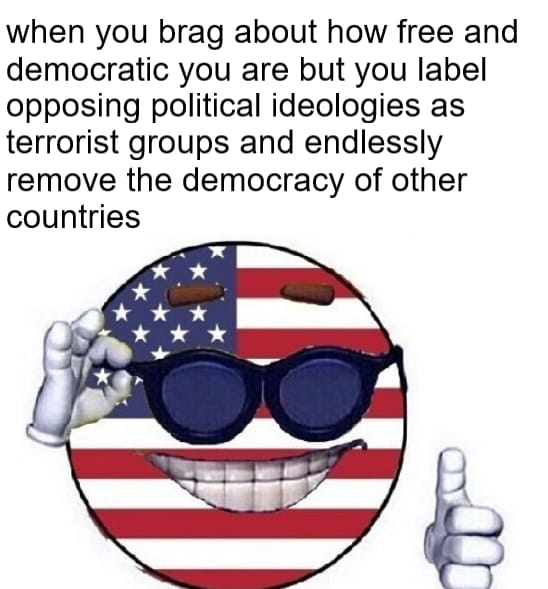 when you brag about how free and
democratic you are but you label
opposing political ideologies as
terrorist groups and endlessly
remove the democracy of other
countries